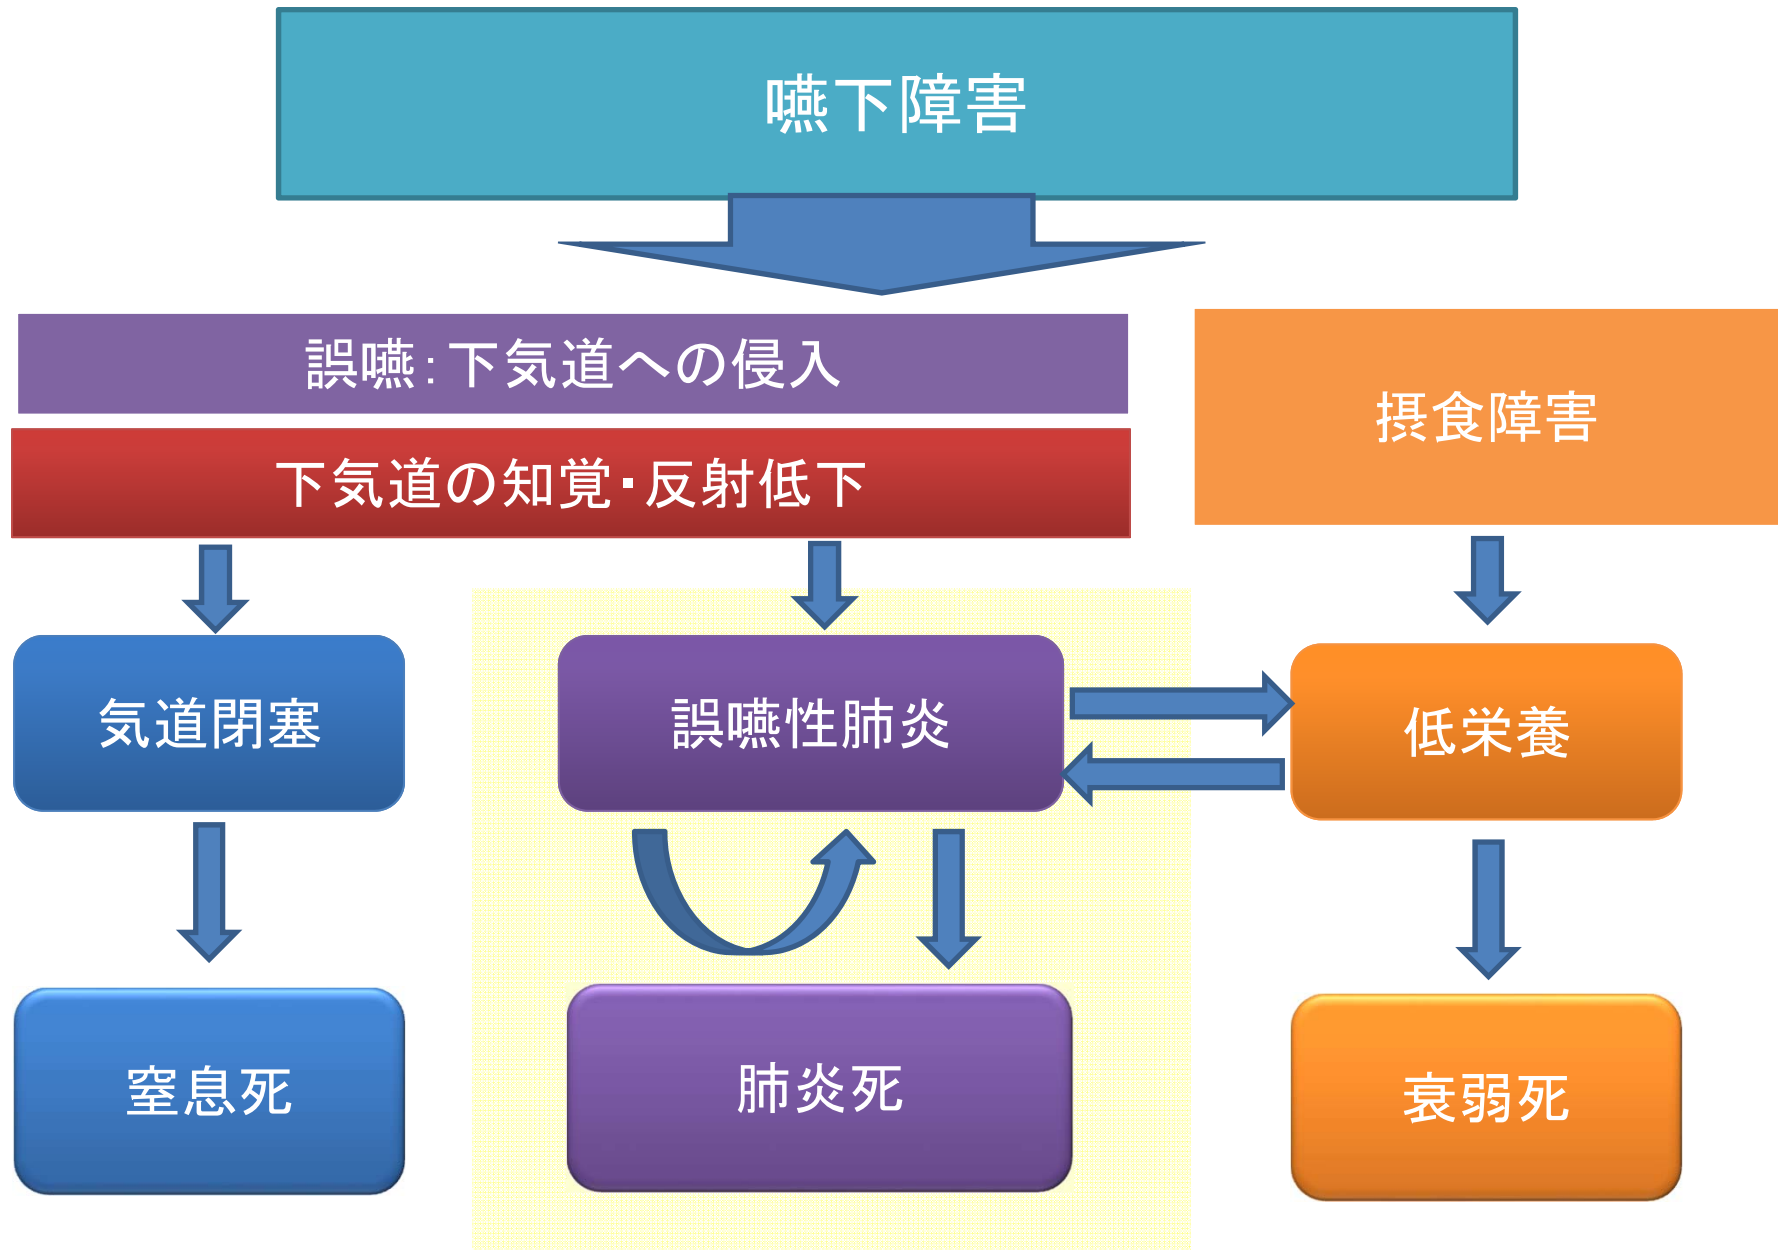 嚥下障害
誤嚥：下気道への侵入
下気道の知覚・反射低下
摂食障害
気道閉塞
誤嚥性肺炎
低栄養
窒息死
肺炎死
衰弱死